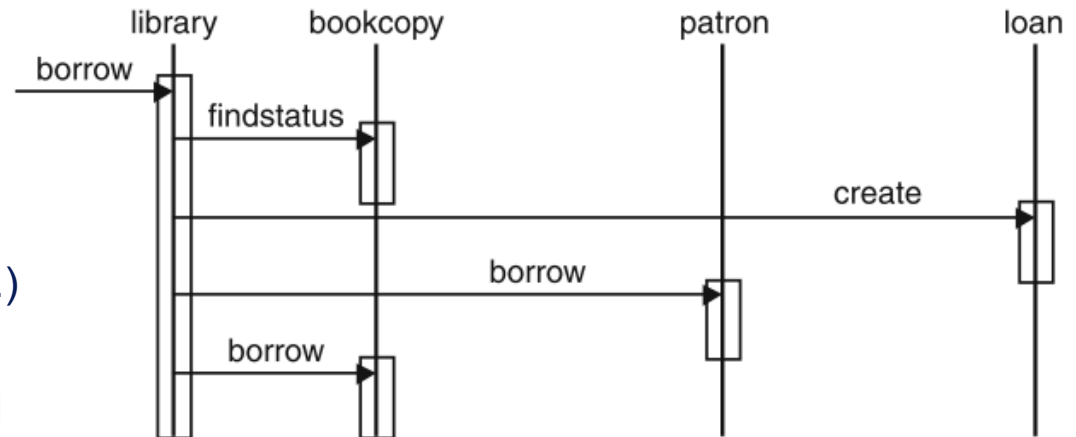 library bookcopy patron loan
borrow
findstatus
create
borrow
)
borrow